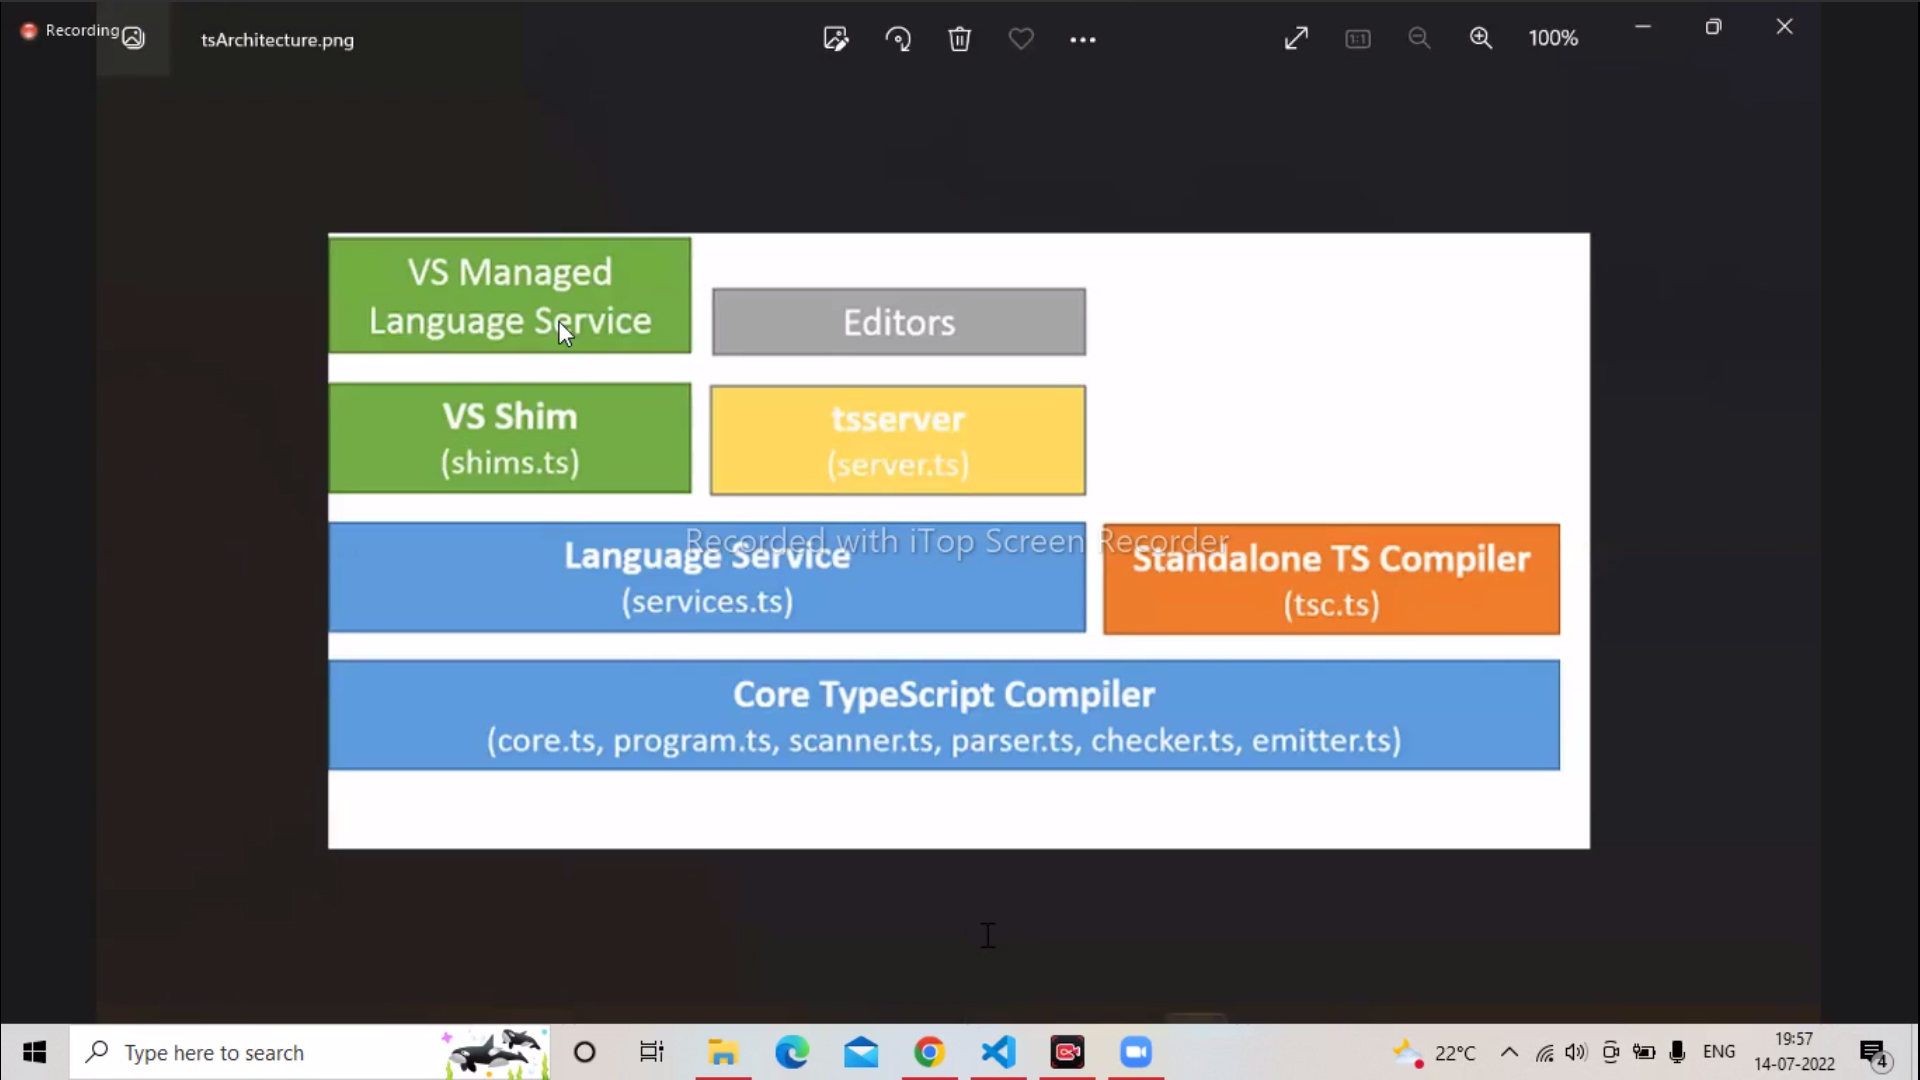 Recording
tsArchitecture.png
100%
VS Managed
Language Service
Editors
VS Shim
(shims.ts)
tsserver
(server.ts)
Recorded with iTop Screen Recorder
Language Service
(services.ts)
Standalone TS Compiler
(tsc.ts)
Core TypeScript Compiler
(core.ts, program.ts, scanner.ts, parser.ts, checker.ts, emitter.ts)
Type here to search
22°C
ENG
19:57
14-07-2022
4